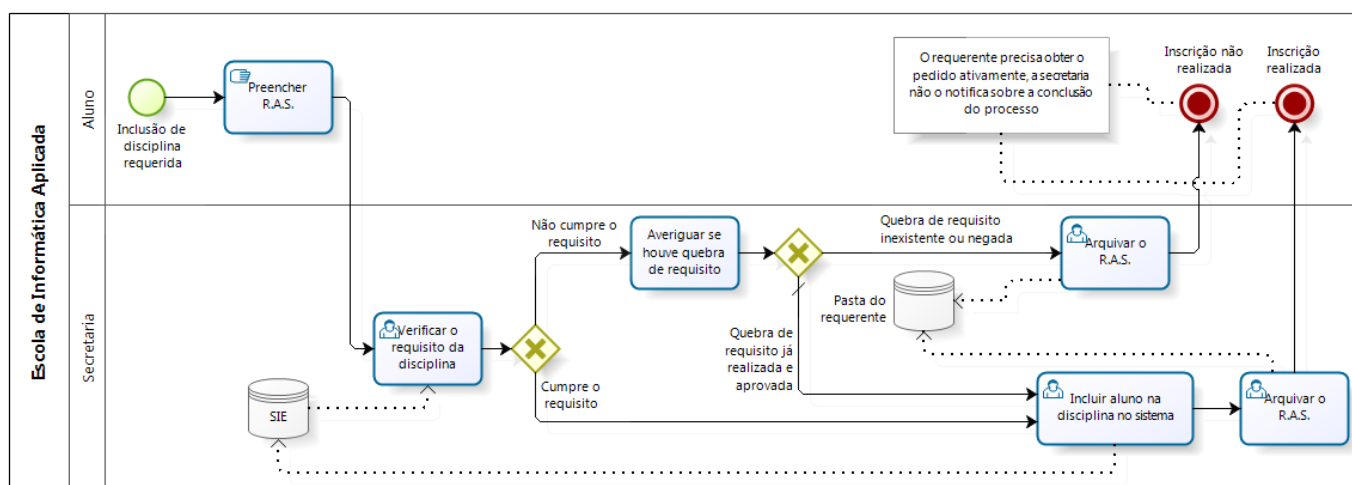 Escola de Informática Aplicada
Aluno
Inclusão de
disciplina
requerida
Preencher
R.A.S.
O requerente precisa obter o
pedido ativamente, a secretaria
não o notifica sobre a conclusão
do processo
Inscrição não
realizada
Inscrição
realizada
Secretaria
SIE
Verificar o
requisito da
disciplina
Não cumpre o
requisito
Cumpre o
requisito
Averiguar se
houve quebra
de requisito
Quebra de requisito
inexistente ou negada
Quebra de
requisito já
realizada e
aprovada
Arquivar o
R.A.S.
Pasta do
requerente
Incluir aluno na
disciplina no sistema
Arquivar o
R.A.S.